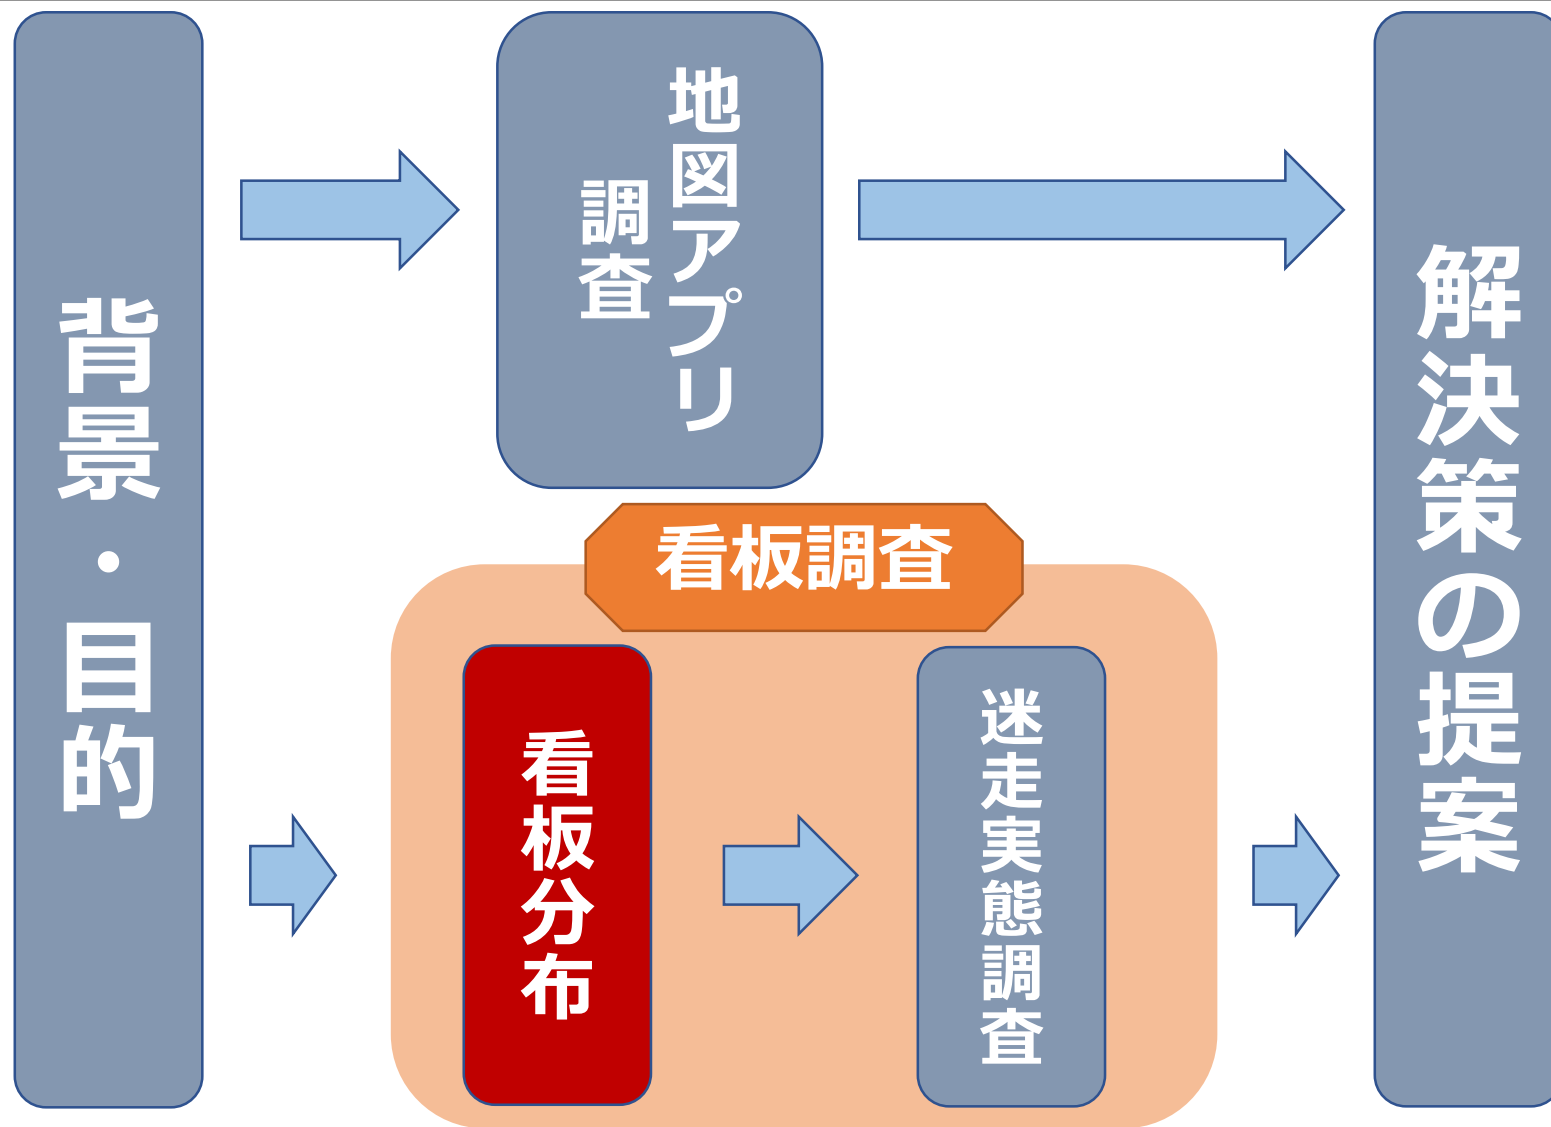 背景・目的
地図アプリ
調査
看板調査
看板分布
迷走実態調査
解決策の提案